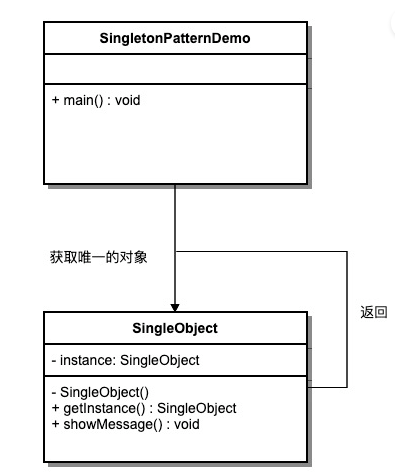 SingletonPatternDemo
+ main() : void
获取唯一的对象
返回
SingleObject
- instance: SingleObject
- SingleObject()
+ getInstance() : SingleObject
+ showMessage() : void